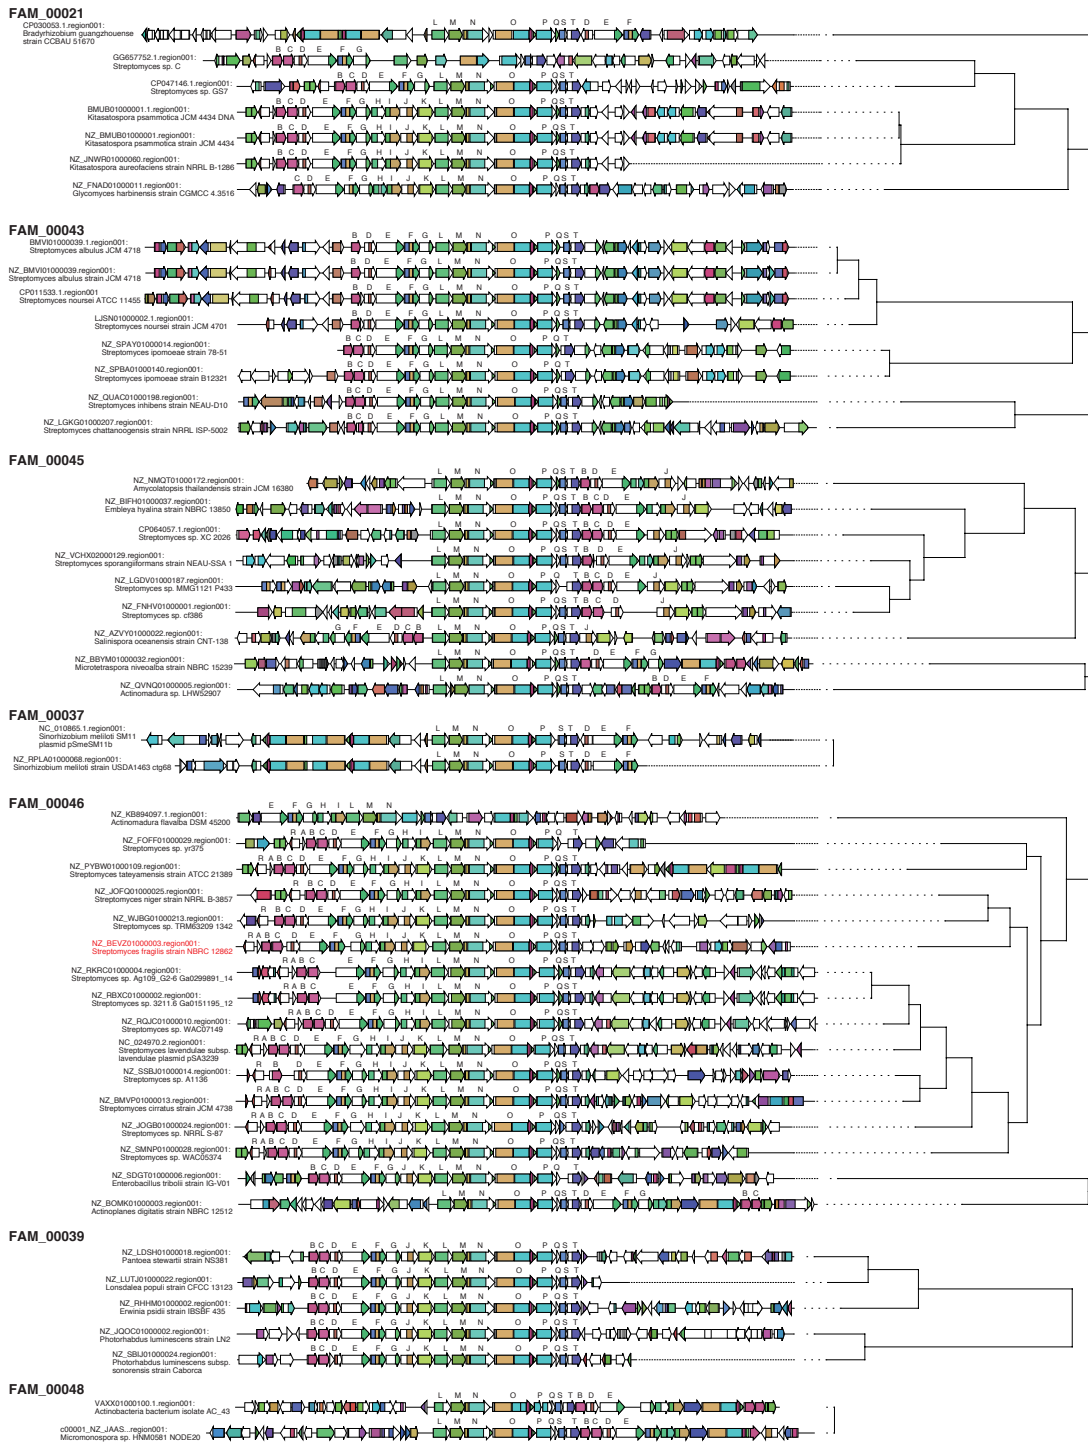 FAM_00021
L M N O P Q S T D E F
CP030053.1.region001:
Bradyrhizobium guangzhouense
strain CCBAU 51670
B C D E F G
GG657752.1.region001:
Streptomyces sp. C
B C D E F G L M N O P Q S T
CP047146.1.region001:
Streptomyces sp. GS7
B C D E F G H I J K L M N O P Q S T
BMUB01000001.1.region001:
Kitasatospora psammotica JCM 4434 DNA
B C D E F G H I J K L M N O P Q S T
NZ_BMUB01000001.region001:
Kitasatospora psammotica strain JCM 4434
B C D E F G H I J K L M N O P Q S T
NZ_JNWR01000060.region001:
Kitasatospora aureofaciens strain NRRL B-1286
C D E F G H I J K L M N O P Q S T
NZ_FNAD01000011.region001:
Glycomyces harbinensis strain CGMCC 4.3516
FAM_00043
B D E F G L M N O P Q S T
BMVI01000039.1.region001:
Streptomyces albulus JCM 4718
B D E F G L M N O P Q S T
NZ_BMVI01000039.region001:
Streptomyces albulus strain JCM 4718
B D E F G L M N O P Q S T
CP011533.1.region001
Streptomyces noursei ATCC 11455
B D E F G L M N O P Q S T
LJSN01000002.1.region001:
Streptomyces noursei strain JCM 4701
B C D E F G L M N O P Q T
NZ_SPAY01000014.region001:
Streptomyces ipomoeae strain 78-51
B C D E F G L M N O P Q T
NZ_SPBA01000140.region001:
Streptomyces ipomoeae strain B12321
B C D E F G L M N O P Q S T
NZ_QUAC01000198.region001:
Streptomyces inhibens strain NEAU-D10
B C D E F G L M N O P Q S T
NZ_LGKG01000207.region001:
Streptomyces chattanoogensis strain NRRL ISP-5002
FAM_00045
L M N O P Q S T B D E J
NZ_NMQT01000172.region001:
Amycolatopsis thailandensis strain JCM 16380
L M N O P Q S T B C D E J
NZ_BIFH01000037.region001:
Embleya hyalina strain NBRC 13850
L M N O P Q S T B C D E
CP064057.1.region001:
Streptomyces sp. XC 2026
L M N O P Q S T B D E J
NZ_VCHX02000129.region001:
Streptomyces sporangiiformans strain NEAU-SSA 1
L M N O P Q T B C D E J
NZ_LGDV01000187.region001:
Streptomyces sp. MMG1121 P433
L M N O P Q S T B C D J
NZ_FNHV01000001.region001:
Streptomyces sp. cf386
G F E D C B L M N O P Q S T J
NZ_AZVY01000022.region001:
Salinispora oceanensis strain CNT-138
L M N O P Q S T D E F G
NZ_BBYM01000032.region001:
Microtetraspora niveoalba strain NBRC 15239
L M N O P Q S T B D E F
NZ_QVNQ01000005.region001:
Actinomadura sp. LHW52907
FAM_00037
L M N O P S T D E F
NC_010865.1.region001:
Sinorhizobium meliloti SM11
plasmid pSmeSM11b
L M N O P S T D E F
NZ_RPLA01000068.region001:
Sinorhizobium meliloti strain USDA1463 ctg68
FAM_00046
E F G H I L M N
NZ_KB894097.1.region001:
Actinomadura flavalba DSM 45200
R A B C D E F G H I L M N O P Q T
NZ_FOFF01000029.region001:
Streptomyces sp. yr375
R A B C D E F G H I J K L M N O P Q S T
NZ_PYBW01000109.region001:
Streptomyces tateyamensis strain ATCC 21389
R B C D E F G H I L M N O P Q S T
NZ_JOFQ01000025.region001:
Streptomyces niger strain NRRL B-3857
R B C D E F G H I J K L M N O P Q S T
NZ_WJBG01000213.region001:
Streptomyces sp. TRM63209 1342
R A B C D E F G H I J K L M N O P Q S T
NZ_BEVZ01000003.region001:
Streptomyces fragilis strain NBRC 12862
R A B C E F G H I J K L M N O P Q S T
NZ_RKRC01000004.region001:
Streptomyces sp. Ag109_G2-6 Ga0299891_14
R A B C E F G H I J K L M N O P Q S T
NZ_RBXC01000002.region001:
Streptomyces sp. 3211.6 Ga0151195_12
R A B C D E F G H I J K L M N O P Q S T
NZ_RQJC01000010.region001:
Streptomyces sp. WAC07149
R A B C D E F G H I J K L M N O P Q S T
NC_024970.2.region001:
Streptomyces lavendulae subsp.
lavendulae plasmid pSA3239
R B D E F G H I J K L M N O P Q S T
NZ_SSBJ01000014.region001:
Streptomyces sp. A1136
R A B C D E F G H I J K L M N O P Q S T
NZ_BMVP01000013.region001:
Streptomyces cirratus strain JCM 4738
R A B C D E F G H I J K L M N O P Q S T
NZ_JOGB01000024.region001:
Streptomyces sp. NRRL S-87
R A B C D E F G H I J K L M N O P Q S T
NZ_SMNP01000028.region001:
Streptomyces sp. WAC05374
B C D E F G J K L M N O P Q T
NZ_SDGT01000006.region001:
Enterobacillus tribolii strain IG-V01
L M N O P Q S T D E F G B C
NZ_BOMK01000003.region001:
Actinoplanes digitatis strain NBRC 12512
FAM_00039
B C D E F G J K L M N O P Q S T
NZ_LDSH01000018.region001:
Pantoea stewartii strain NS381
B C D E F G J K L M N O P Q S T
NZ_LUTJ01000022.region001:
Lonsdalea populi strain CFCC 13123
B C D E F G J K L M N O P Q S T
NZ_RHHM01000002.region001:
Erwinia psidii strain IBSBF 435
B C D E F G J K L M N O P Q S T
NZ_JQOC01000002.region001:
Photorhabdus luminescens strain LN2
B C D E F G J K L M N O P Q S T
NZ_SBIJ01000024.region001:
Photorhabdus luminescens subsp.
sonorensis strain Caborca
FAM_00048
L M N O P Q S T B D E
VAXX01000100.1.region001:
Actinobacteria bacterium isolate AC_43
L M N O P Q S T B C D E
c00001_NZ_JAAS...region001:
Micromonospora sp. HNM0581 NODE20